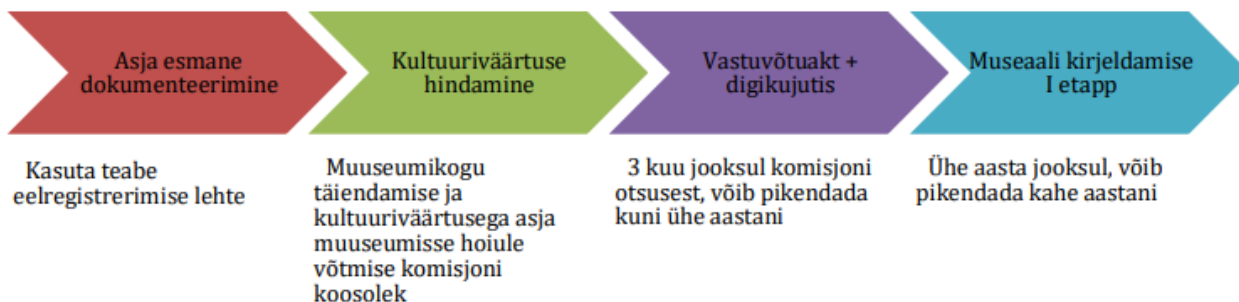 Asja esmane
dokumenteerimine
Kultuuriväärtuse
hindamine
Vastuvõtuakt +
digikujutis
Museaali kirjeldamise
I etapp
Kasuta teabe
eelregistrerimise lehte
Muuseumikogu
täiendamise ja
kultuuriväärtusega asja
muuseumisse hoiule
võtmise komisjoni
koosolek
3 kuu jooksul komisjoni
otsusest, võib pikendada
kuni ühe aastani
Ühe aasta jooksul, võib
pikendada kahe aastani